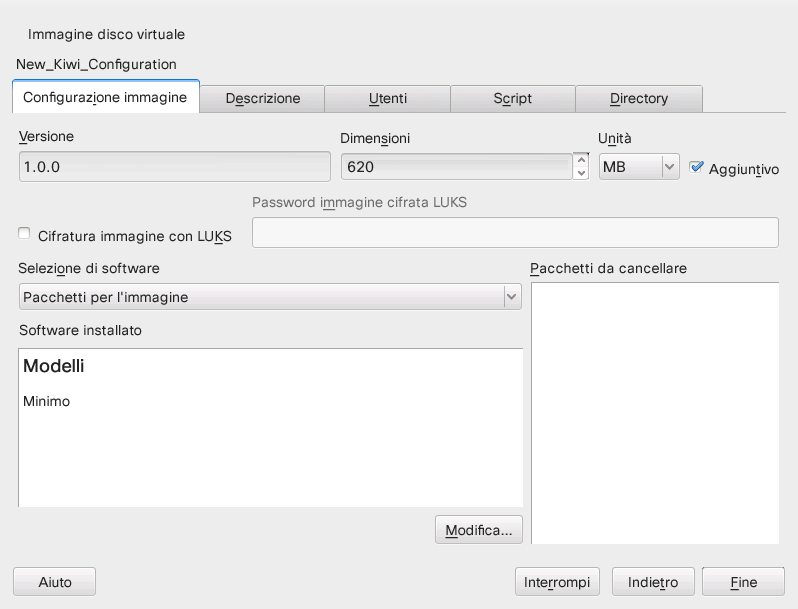 Immagine disco virtuale
New_Kiwi_Configuration
Configurazione immagine Descrizione Utenti Script Directory
Versione Dimensioni Unità
1.0.0 620 MB Aggiuntivo
Password immagine cifrata LUKS
Cifratura immagine con LUKS
Selezione di software Pacchetti da cancellare
Pacchetti per l'immagine
Software installato
Modelli
Minimo
Modifica...
Aiuto Interrompi Indietro Fine